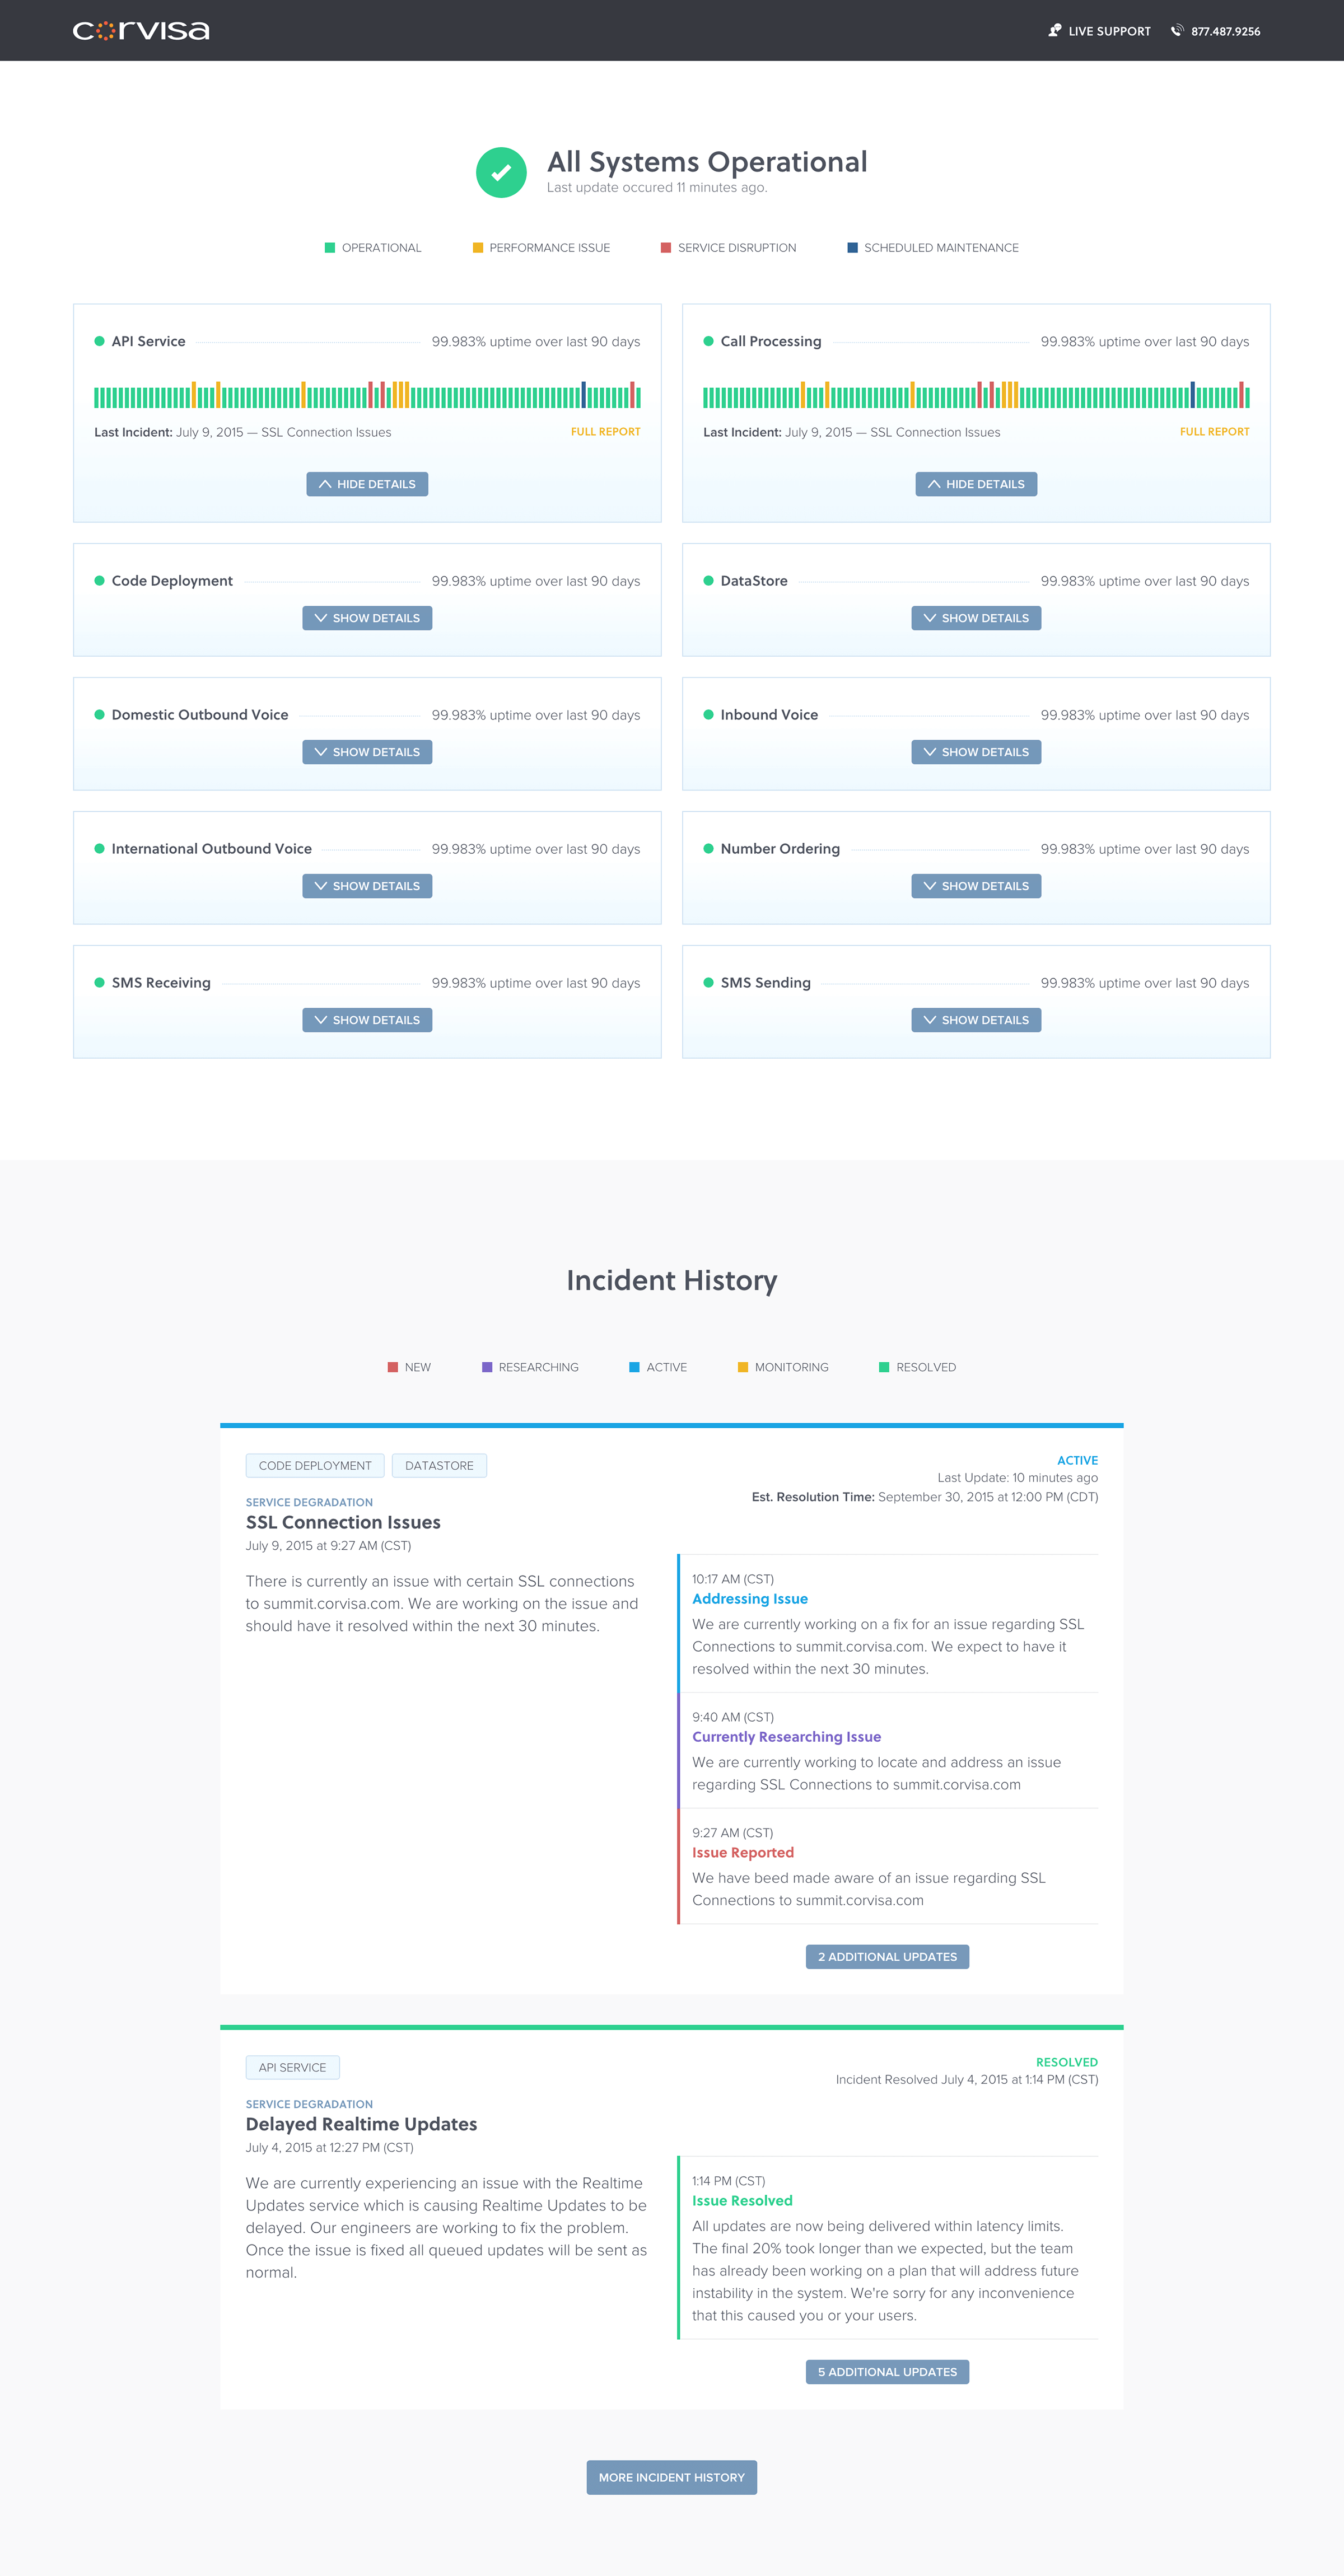 corvisa
LIVE SUPPORT
877.487.9256
All Systems Operational
Last update occured 11 minutes ago.
OPERATIONAL
PERFORMANCE ISSUE
SERVICE DISRUPTION
SCHEDULED MAINTENANCE
API Service
99.983% uptime over last 90 days
Last Incident: July 9, 2015 — SSL Connection Issues
FULL REPORT
HIDE DETAILS
Call Processing
99.983% uptime over last 90 days
Last Incident: July 9, 2015 — SSL Connection Issues
FULL REPORT
HIDE DETAILS
Code Deployment
99.983% uptime over last 90 days
SHOW DETAILS
DataStore
99.983% uptime over last 90 days
SHOW DETAILS
Domestic Outbound Voice
99.983% uptime over last 90 days
SHOW DETAILS
Inbound Voice
99.983% uptime over last 90 days
SHOW DETAILS
International Outbound Voice
99.983% uptime over last 90 days
SHOW DETAILS
Number Ordering
99.983% uptime over last 90 days
SHOW DETAILS
SMS Receiving
99.983% uptime over last 90 days
SHOW DETAILS
SMS Sending
99.983% uptime over last 90 days
SHOW DETAILS
Incident History
NEW
RESEARCHING
ACTIVE
MONITORING
RESOLVED
CODE DEPLOYMENT
DATASTORE
SERVICE DEGRADATION
SSL Connection Issues
July 9, 2015 at 9:27 AM (CST)
There is currently an issue with certain SSL connections
to summit.corvisa.com. We are working on the issue and
should have it resolved within the next 30 minutes.
ACTIVE
Last Update: 10 minutes ago
Est. Resolution Time: September 30, 2015 at 12:00 PM (CDT)
10:17 AM (CST)
Addressing Issue
We are currently working on a fix for an issue regarding SSL
Connections to summit.corvisa.com. We expect to have it
resolved within the next 30 minutes.
9:40 AM (CST)
Currently Researching Issue
We are currently working to locate and address an issue
regarding SSL Connections to summit.corvisa.com
9:27 AM (CST)
Issue Reported
We have beed made aware of an issue regarding SSL
Connections to summit.corvisa.com
2 ADDITIONAL UPDATES
API SERVICE
SERVICE DEGRADATION
Delayed Realtime Updates
July 4, 2015 at 12:27 PM (CST)
We are currently experiencing an issue with the Realtime
Updates service which is causing Realtime Updates to be
delayed. Our engineers are working to fix the problem.
Once the issue is fixed all queued updates will be sent as
normal.
RESOLVED
Incident Resolved July 4, 2015 at 1:14 PM (CST)
1:14 PM (CST)
Issue Resolved
All updates are now being delivered within latency limits.
The final 20% took longer than we expected, but the team
has already been working on a plan that will address future
instability in the system. We're sorry for any inconvenience
that this caused you or your users.
5 ADDITIONAL UPDATES
MORE INCIDENT HISTORY